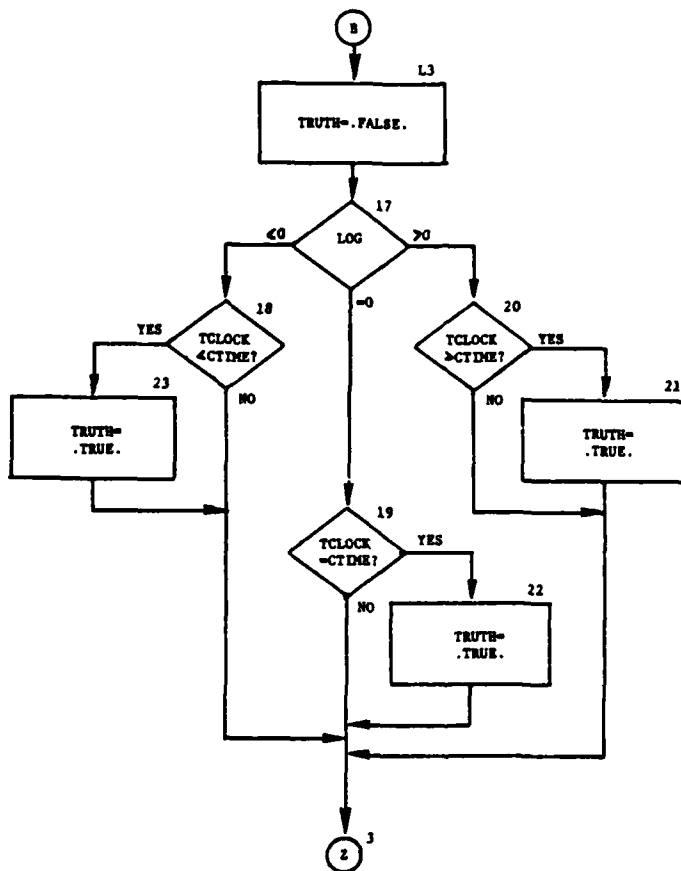 B
L3
TRUTH=.FALSE.
17
LOG
<0
>0
=0
18
20
YES
TCLOCK
<CTIME?
TCLOCK
>CTIME?
YES
23
NO
NO
21
TRUTH=
.TRUE.
TRUTH=
.TRUE.
19
TCLOCK
=CTIME?
YES
NO
22
TRUTH=
.TRUE.
3
Z